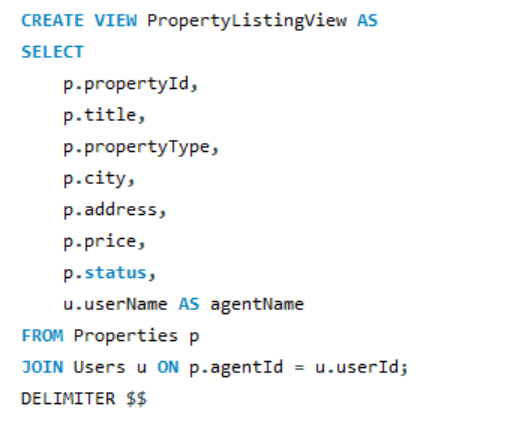 CREATE VIEW PropertyListingView AS
SELECT
    p.propertyId,
    p.title,
    p.propertyType,
    p.city,
    p.address,
    p.price,
    p.status,
    u.userName AS agentName
FROM Properties p
JOIN Users u ON p.agentId = u.userId;
DELIMITER $$